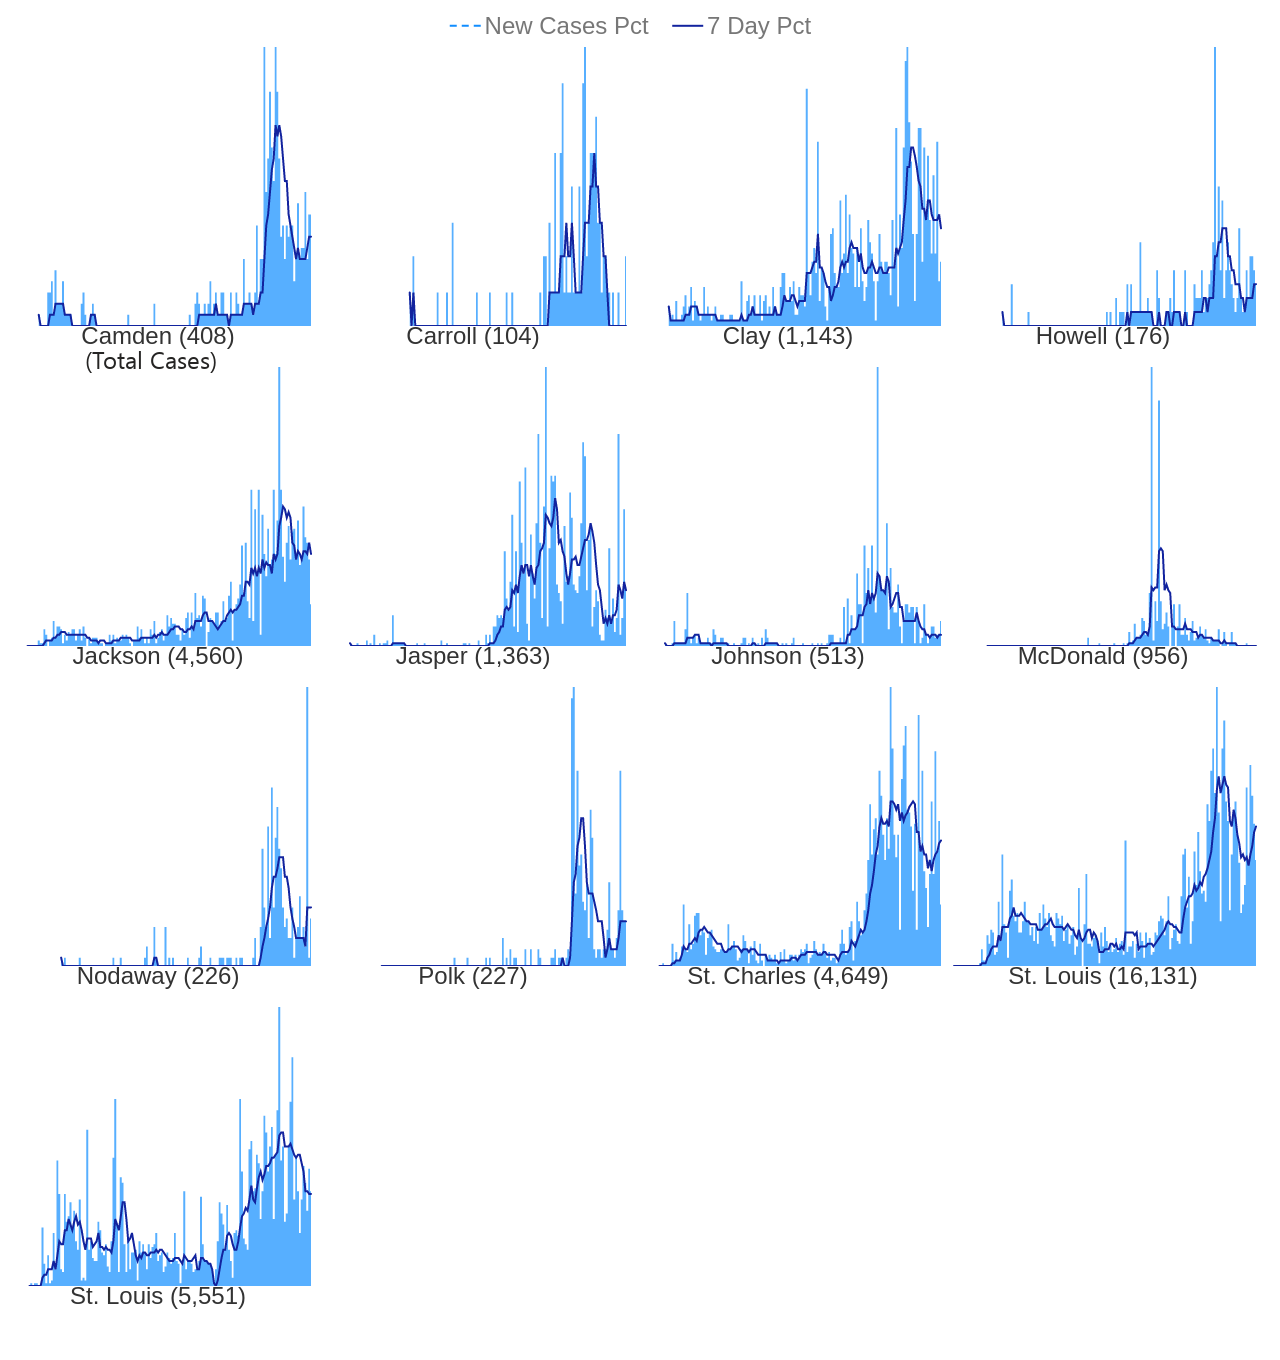 New Cases Pct 7 Day Pct
Camden (408)
(Total Cases)
Carroll (104)
Clay (1,143)
Howell (176)
Jackson (4,560)
Jasper (1,363)
Johnson (513)
McDonald (956)
Nodaway (226)
Polk (227)
St. Charles (4,649)
St. Louis (16,131)
St. Louis (5,551)